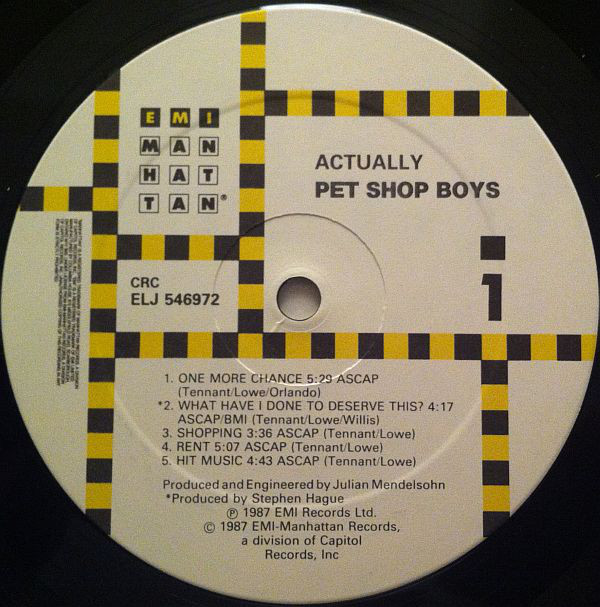 EMI
MAN
HAT
TAN®
ACTUALLY
PET SHOP BOYS
CRC
ELJ 546972
1
1. ONE MORE CHANCE 5:29 ASCAP
(Tennant/Lowe/Orlando)
*2. WHAT HAVE I DONE TO DESERVE THIS? 4:17
ASCAP/BMI (Tennant/Lowe/Willis)
3. SHOPPING 3:36 ASCAP (Tennant/Lowe)
4. RENT 5:07 ASCAP (Tennant/Lowe)
5. HIT MUSIC 4:43 ASCAP (Tennant/Lowe)
Produced and Engineered by Julian Mendelsohn
*Produced by Stephen Hague
℗ 1987 EMI Records Ltd.
© 1987 EMI-Manhattan Records,
a division of Capitol
Records, Inc